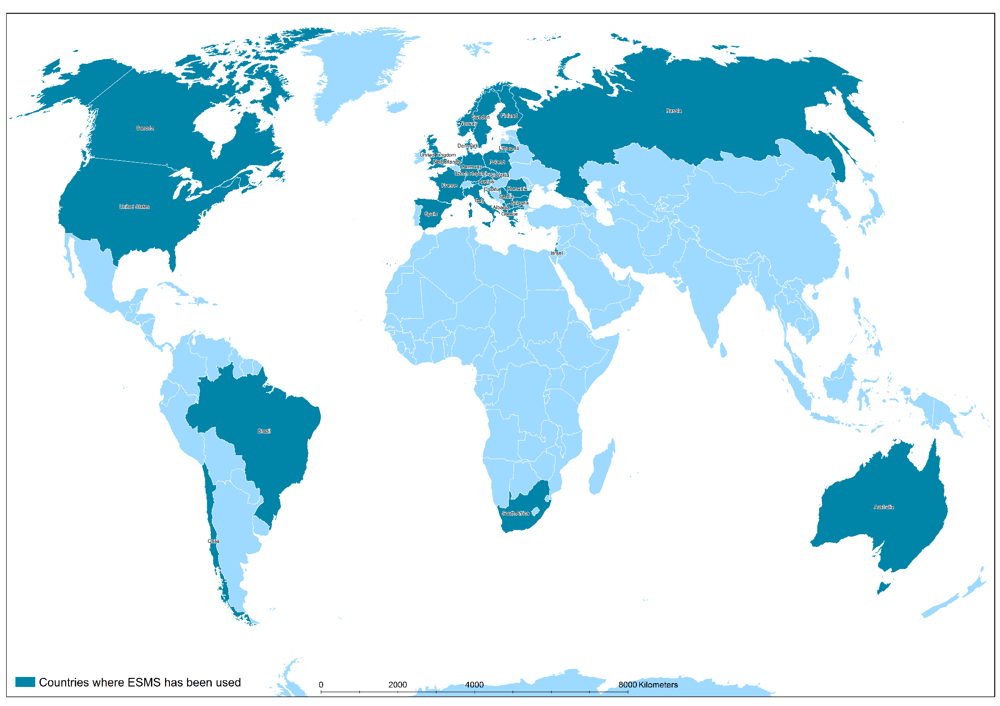 Russia
Canada
Sweden
Finland
Norway
Denmark
Lithuania
United Kingdom
Netherlands
Poland
Germany
Czech Republic
Slovakia
Austria
France
Croatia
Romania
Serbia
Italy
Bulgaria
United States
Albania
Spain
Greece
Israel
Brazil
South Africa
Australia
Chile
Countries where ESMS has been used
0 2000 4000 8000 Kilometers